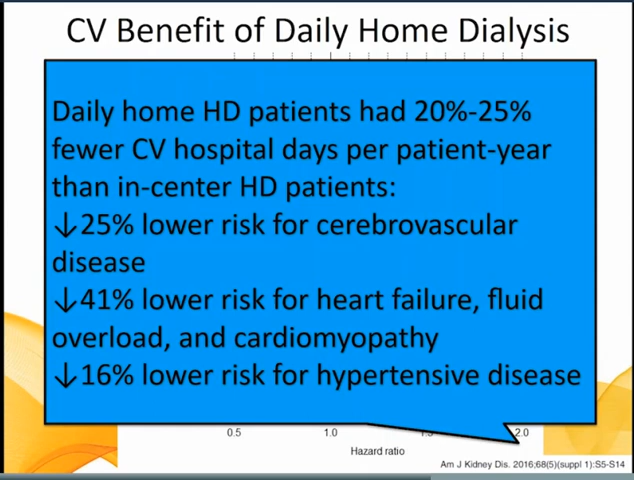 CV Benefit of Daily Home Dialysis
Daily home HD patients had 20%-25%
fewer CV hospital days per patient-year
than in-center HD patients:
↓25% lower risk for cerebrovascular
disease
↓41% lower risk for heart failure, fluid
overload, and cardiomyopathy
↓16% lower risk for hypertensive disease
0.5 1.0 2.0
Hazard ratio
Am J Kidney Dis. 2016;68(5)(suppl 1):S5-S14